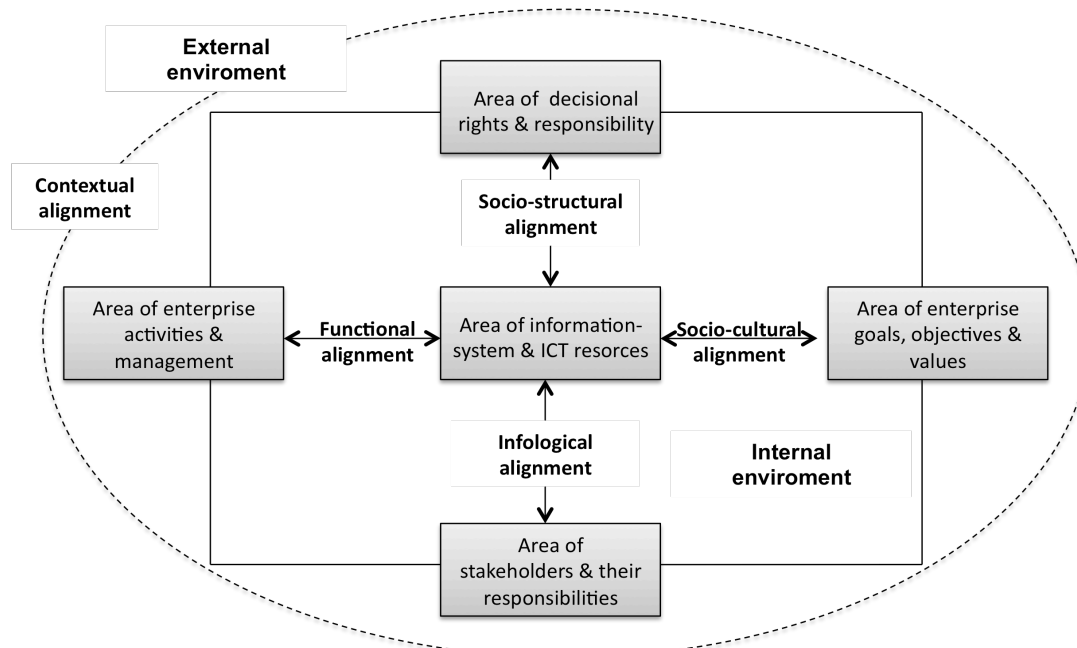 External
enviroment
Area of decisional
rights & responsibility
Contextual
alignment
Socio-structural
alignment
Area of enterprise
activities &
management
Functional
alignment
Area of information-
system & ICT resorces
Socio-cultural
alignment
Area of enterprise
goals, objectives &
values
Infological
alignment
Internal
enviroment
Area of
stakeholders & their
responsibilities